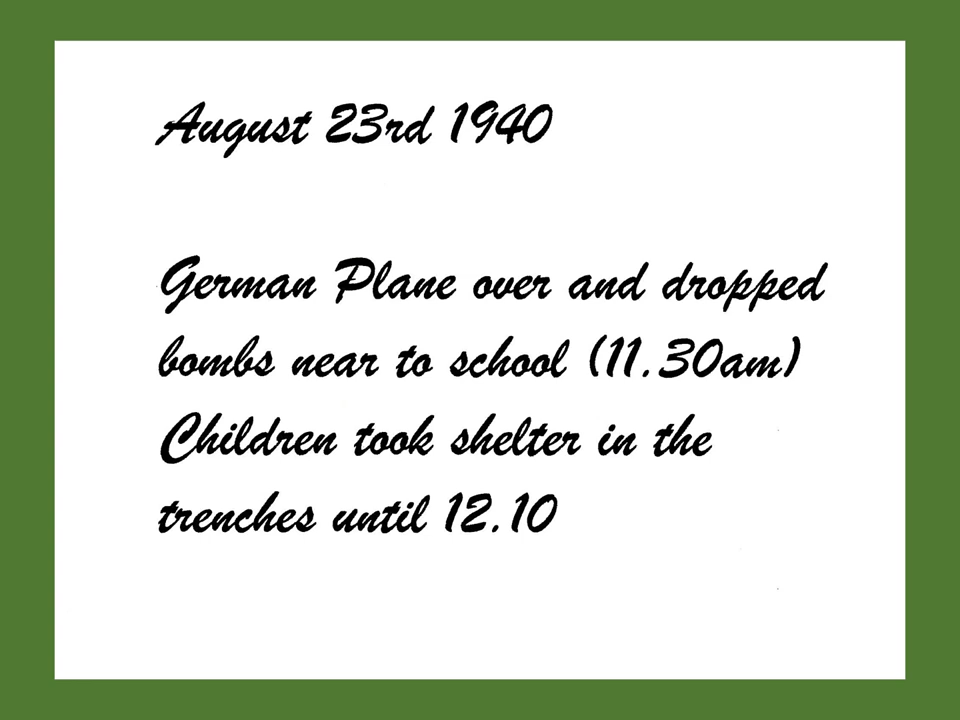 August 23rd 1940
German Plane over and dropped
bombs near to school (11.30am)
Children took shelter in the
trenches until 12.10